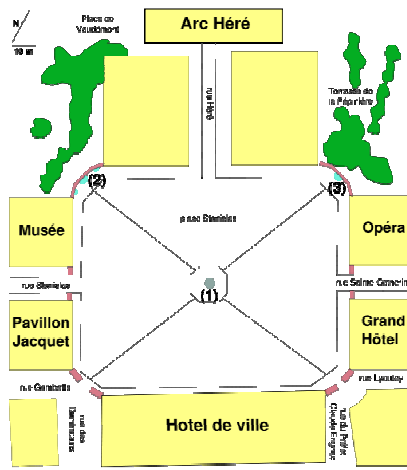 N
10 m
Place de
Vaudémont
Arc Héré
rue Héré
Terrasse de
la Pépinière
(2)
(3)
Musée
place Stanislas
Opéra
rue Stanislas
(1)
rue Sainte Catherine
Pavillon
Jacquet
Grand
Hôtel
rue Gambetta
rue Lyautey
rue des
Dominicains
Hotel de ville
rue du Préfet
Claude Erignac